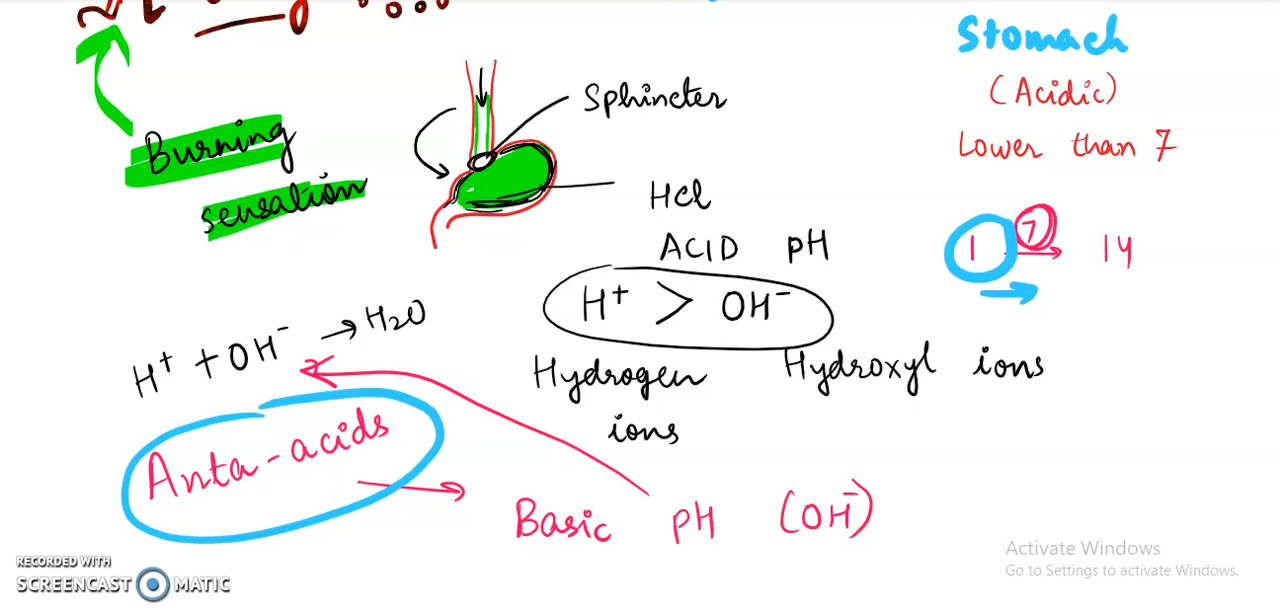 Stomach
(Acidic)
Lower than 7
Sphincter
Burning
sensation
HCl
ACID pH
1 7 14
H+ > OH-
H+ + OH- → H2O
Hydrogen
ions
Hydroxyl ions
Anta-acids
Basic pH (OH-)
Activate Windows
Go to Settings to activate Windows.
RECORDED WITH
SCREENCAST MATIC